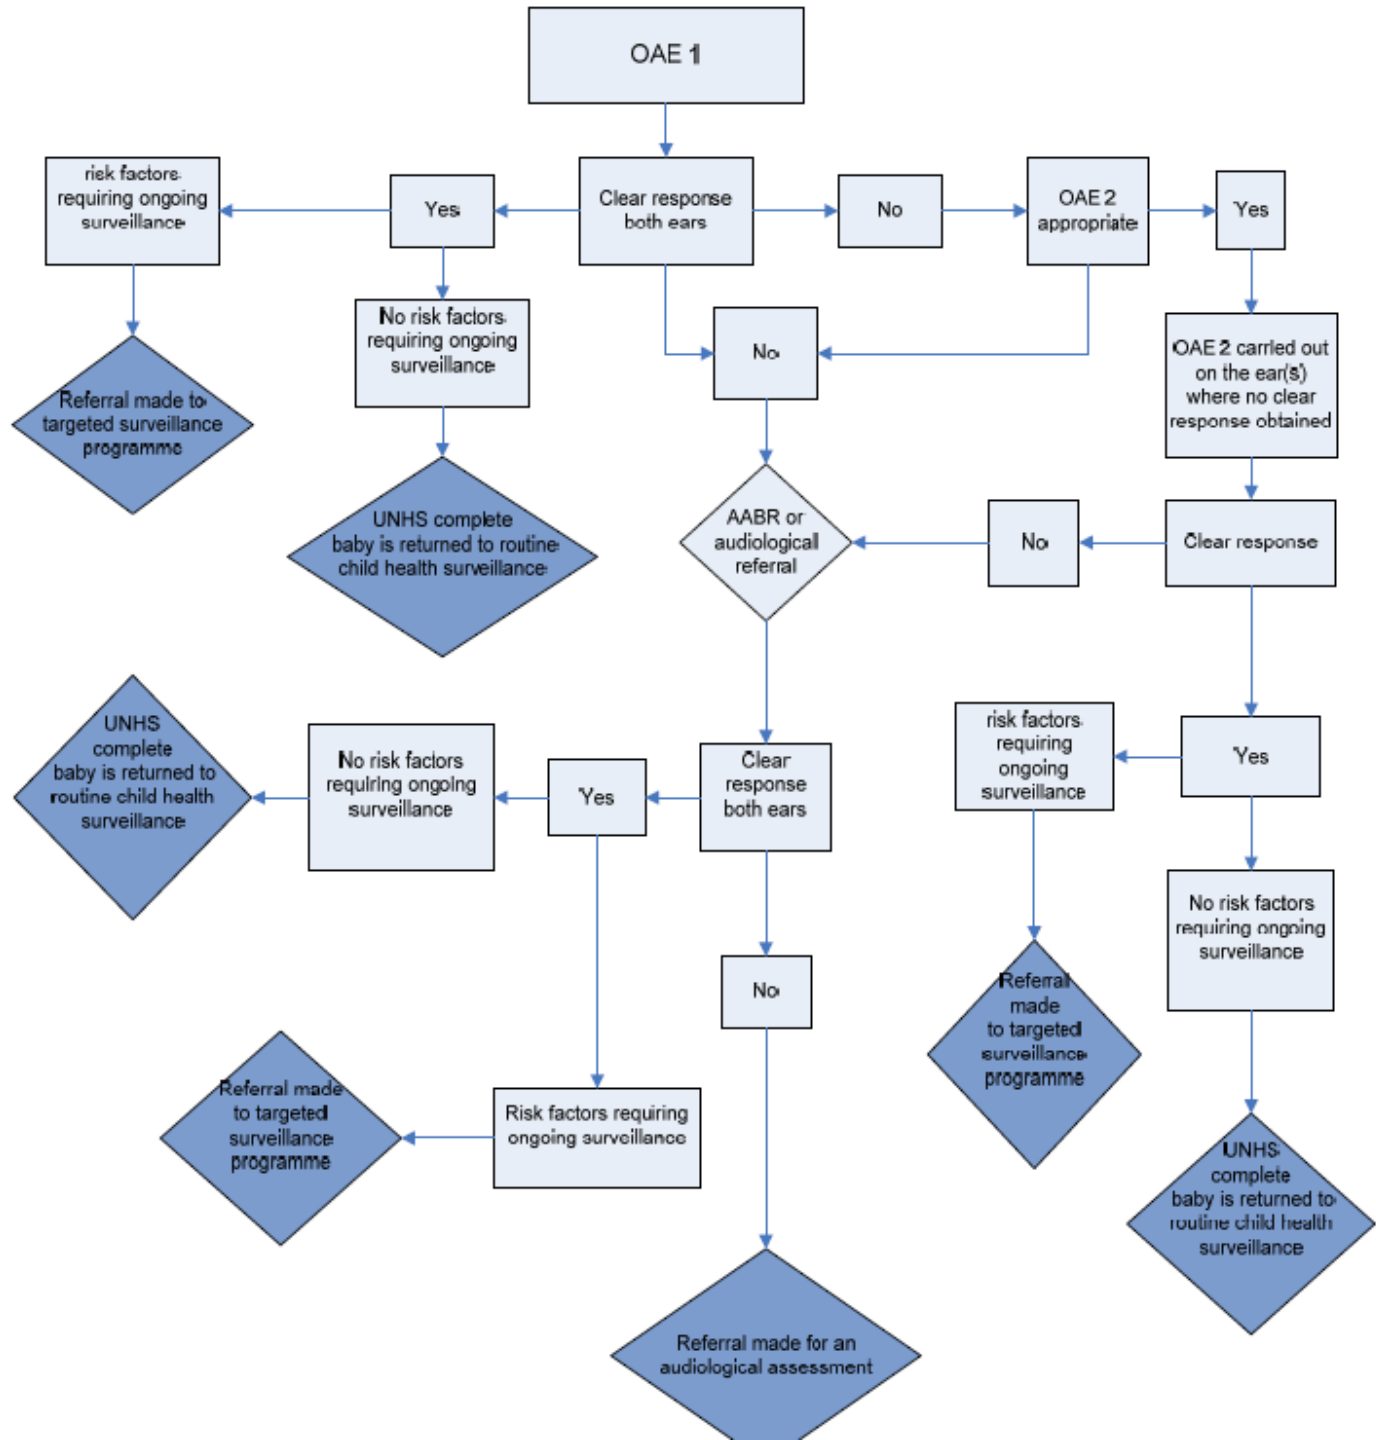 OAE 1
risk factors
requiring ongoing
surveillance
Yes
Clear response
both ears
No
OAE 2
appropriate
Yes
No risk factors
requiring ongoing
surveillance
No
OAE 2 carried out
on the ear(s)
where no clear
response obtained
Referral made to
targeted surveillance
programme
UNHS complete
baby is returned to routine
child health surveillance
AABR or
audiological
referral
No
Clear response
UNHS
complete
baby is returned to
routine child health
surveillance
No risk factors
requiring ongoing
surveillance
Yes
Clear
response
both ears
risk factors
requiring
ongoing
surveillance
Yes
No risk factors
requiring ongoing
surveillance
No
Referral
made
to targeted
surveillance
programme
Referral made
to targeted
surveillance
programme
Risk factors requiring
ongoing surveillance
UNHS
complete
baby is returned to
routine child health
surveillance
Referral made for an
audiological assessment